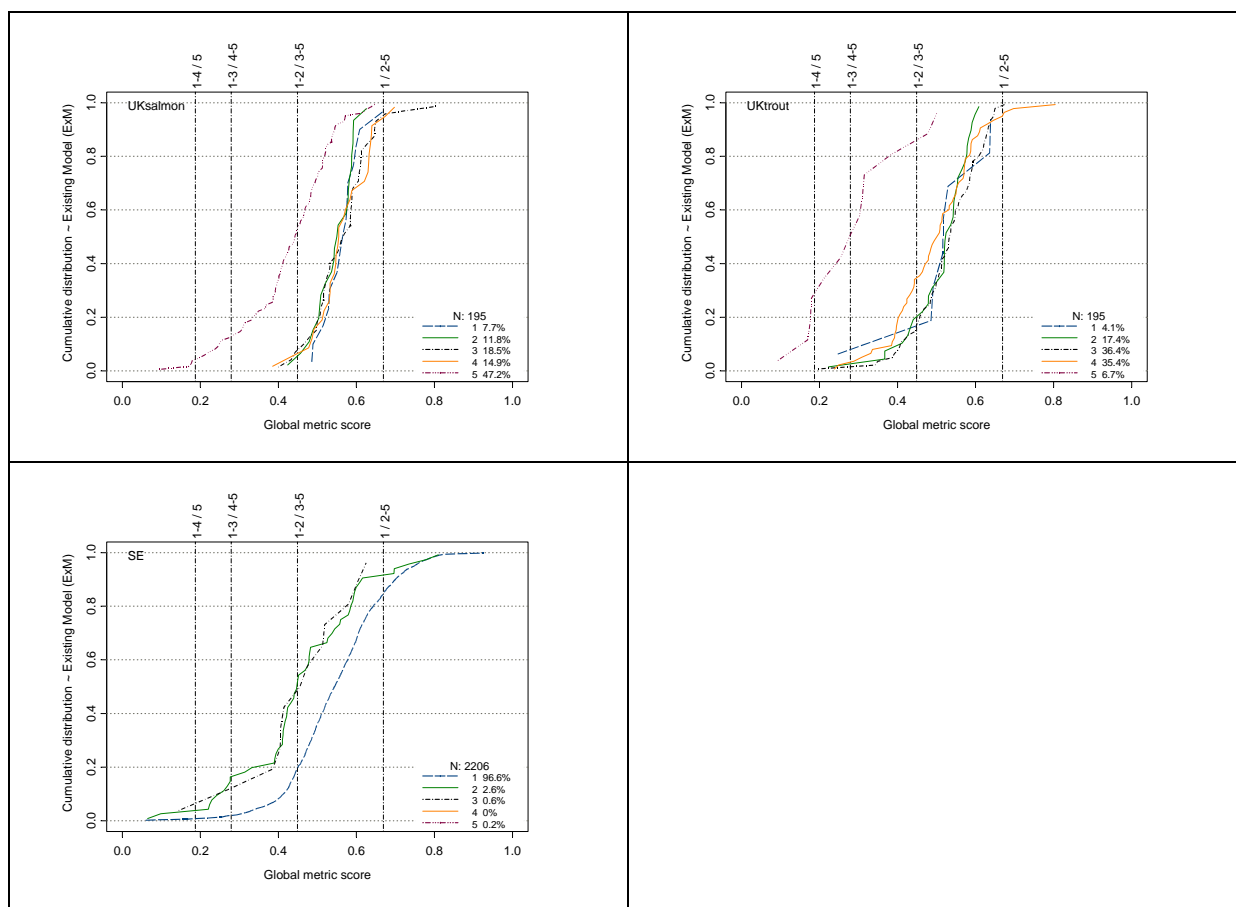 1-4 / 5
1-3 / 4-5
1-2 / 3-5
1 / 2-5
UKsalmon
Cumulative distribution ~ Existing Model (ExM)
1.0
0.8
0.6
0.4
0.2
0.0
N: 195
1 7.7%
2 11.8%
3 18.5%
4 14.9%
5 47.2%
0.0 0.2 0.4 0.6 0.8 1.0
Global metric score
1-4 / 5
1-3 / 4-5
1-2 / 3-5
1 / 2-5
UKtrout
Cumulative distribution ~ Existing Model (ExM)
1.0
0.8
0.6
0.4
0.2
0.0
N: 195
1 4.1%
2 17.4%
3 36.4%
4 35.4%
5 6.7%
0.0 0.2 0.4 0.6 0.8 1.0
Global metric score
1-4 / 5
1-3 / 4-5
1-2 / 3-5
1 / 2-5
SE
Cumulative distribution ~ Existing Model (ExM)
1.0
0.8
0.6
0.4
0.2
0.0
N: 2206
1 96.6%
2 2.6%
3 0.6%
4 0%
5 0.2%
0.0 0.2 0.4 0.6 0.8 1.0
Global metric score